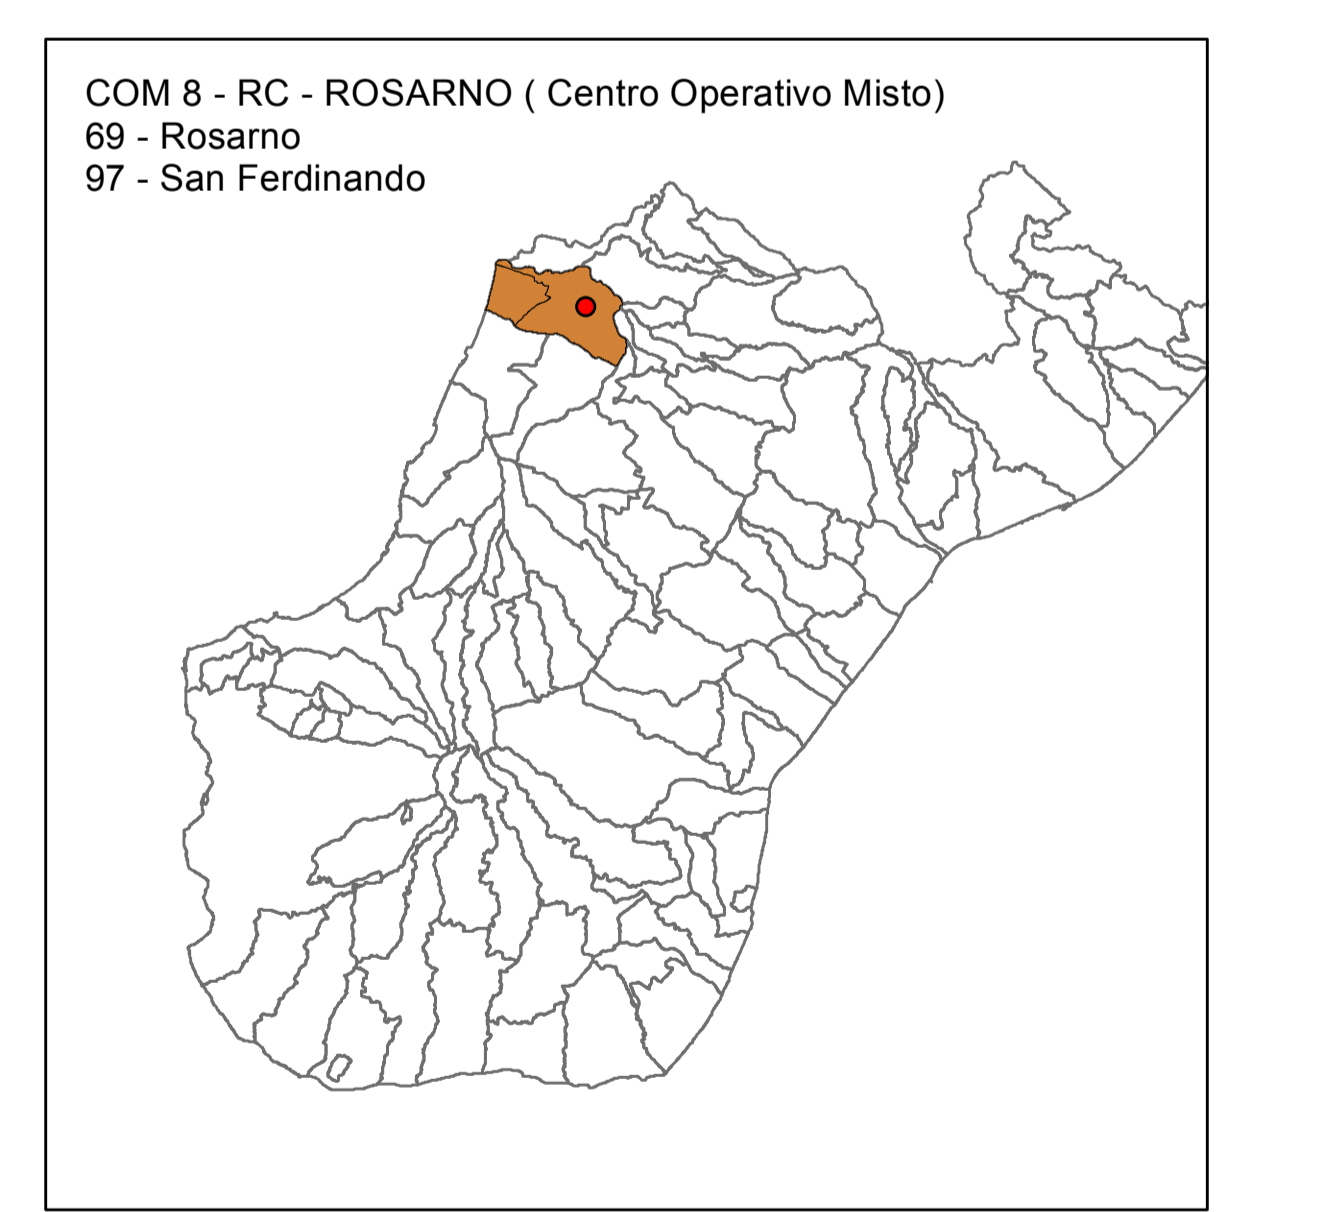 COM 8 - RC - ROSARNO ( Centro Operativo Misto)
69 - Rosarno
97 - San Ferdinando